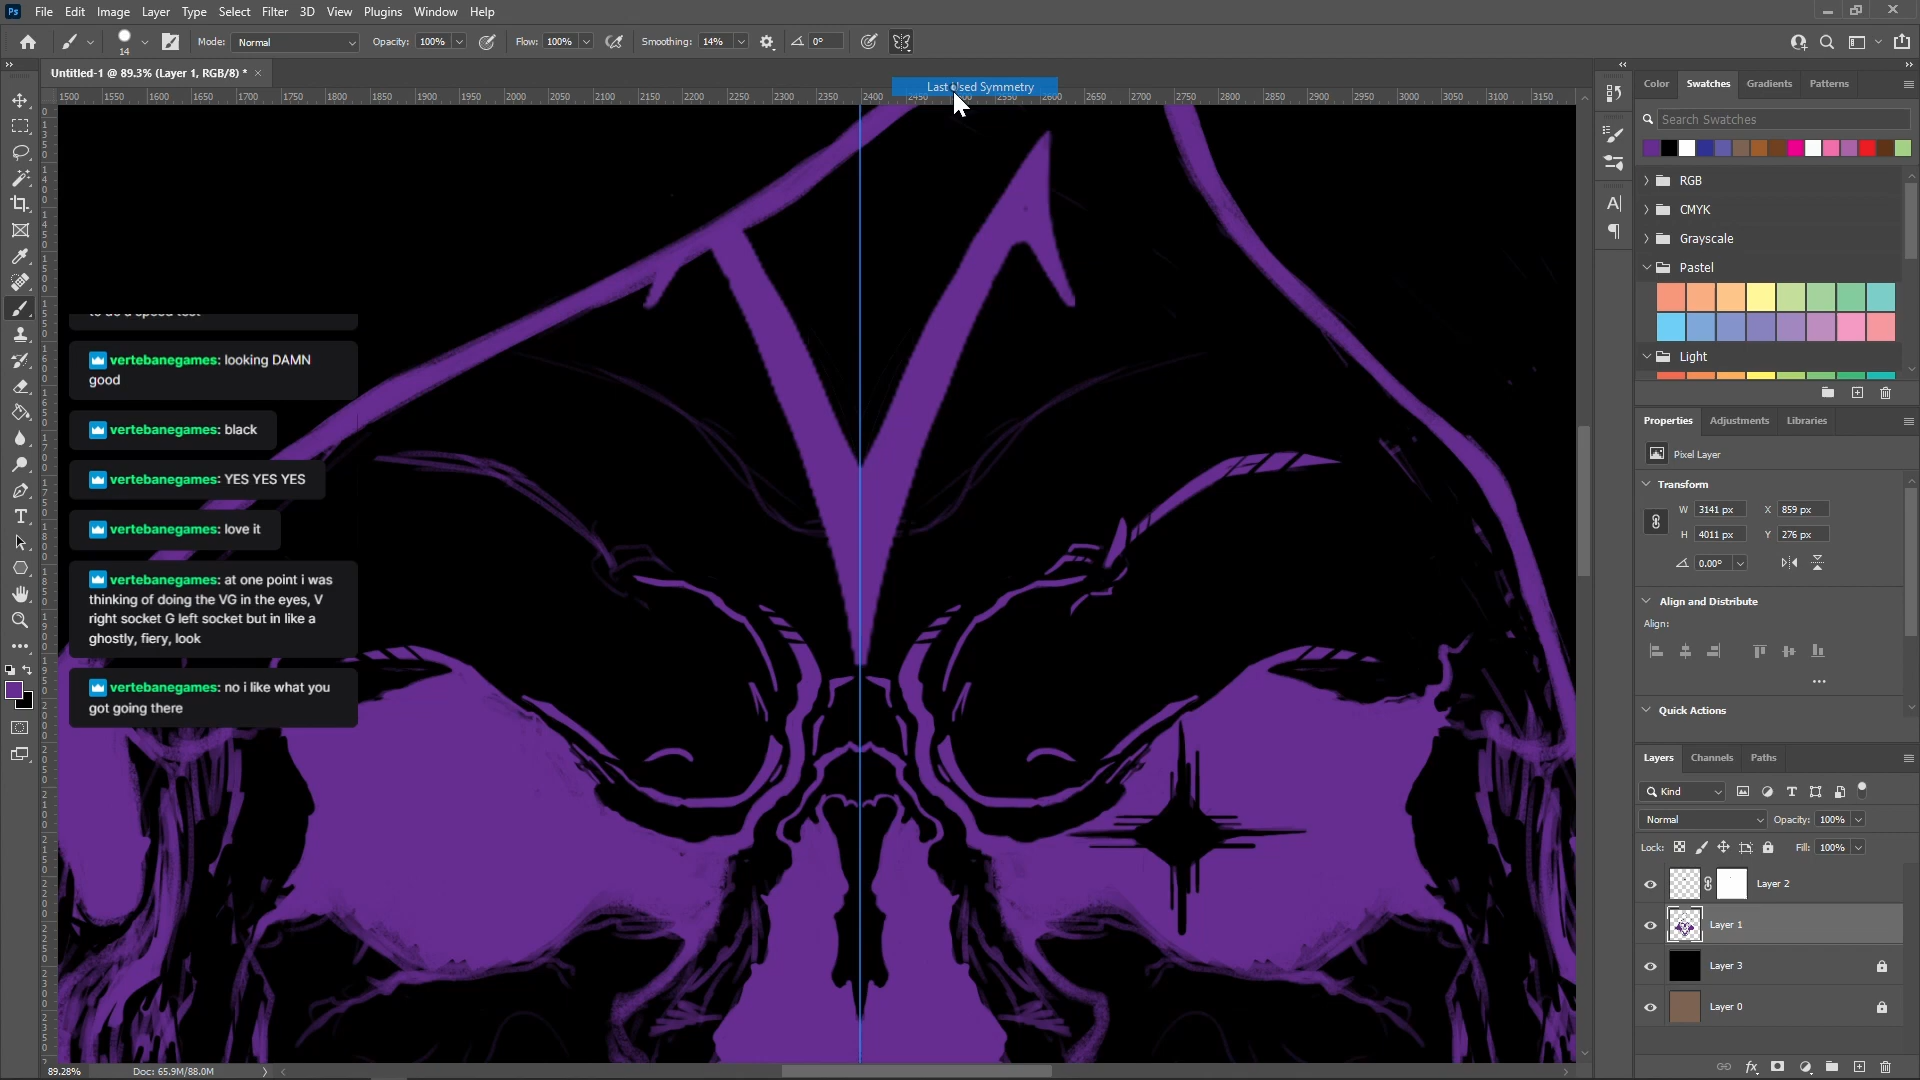 Ps File Edit Image Layer Type Select Filter 3D View Plugins Window Help
14 Mode: Normal Opacity: 100% Flow: 100% Smoothing: 14% 0°
Untitled-1 @ 89.3% (Layer 1, RGB/8) * ×
Last Used Symmetry
1500 1600 1650 1700 1750 1800 1850 1900 1950 2000 2050 2100 2150 2200 2250 2300 2350 2400 2450 2600 2650 2700 2750 2800 2850 2900 2950 3000 3050 3100 3150
vertebanegames: looking DAMN
good
vertebanegames: black
vertebanegames: YES YES YES
vertebanegames: love it
vertebanegames: at one point i was
thinking of doing the VG in the eyes, V
right socket G left socket but in like a
ghostly, fiery, look
vertebanegames: no i like what you
got going there
89.28% Doc: 65.9M/88.0M
Color Swatches Gradients Patterns
Search Swatches
RGB
CMYK
Grayscale
Pastel
Light
Properties Adjustments Libraries
Pixel Layer
Transform
W 3141 px X 859 px
H 4011 px Y 276 px
0.00°
Align and Distribute
Align:
Quick Actions
Layers Channels Paths
Kind
Normal Opacity: 100%
Lock: Fill: 100%
Layer 2
Layer 1
Layer 3
Layer 0